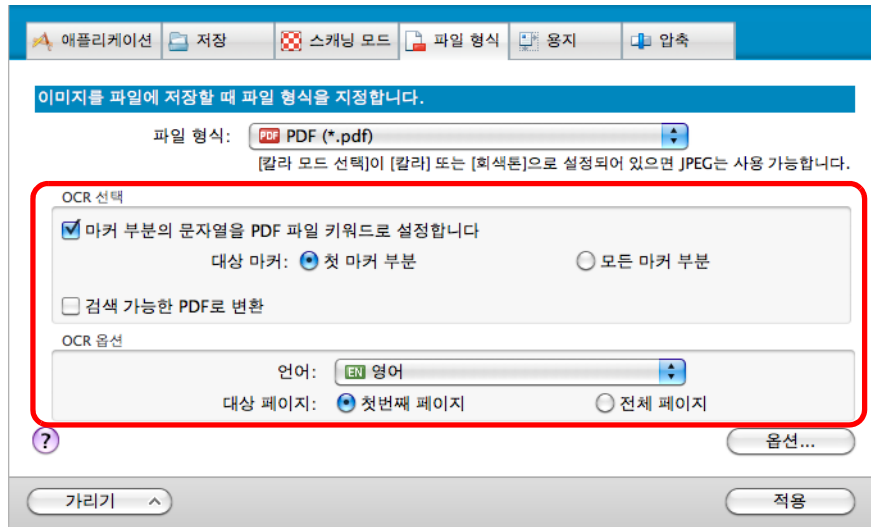 애플리케이션 저장 스캐닝 모드 파일 형식 용지 압축
이미지를 파일에 저장할 때 파일 형식을 지정합니다.
파일 형식: PDF PDF (*.pdf)
[칼라 모드 선택]이 [칼라] 또는 [회색톤]으로 설정되어 있으면 JPEG는 사용 가능합니다.
OCR 선택
마커 부분의 문자열을 PDF 파일 키워드로 설정합니다
대상 마커: 첫 마커 부분 모든 마커 부분
검색 가능한 PDF로 변환
OCR 옵션
언어: EN 영어
대상 페이지: 첫번째 페이지 전체 페이지
? 옵션...
가리기 적용